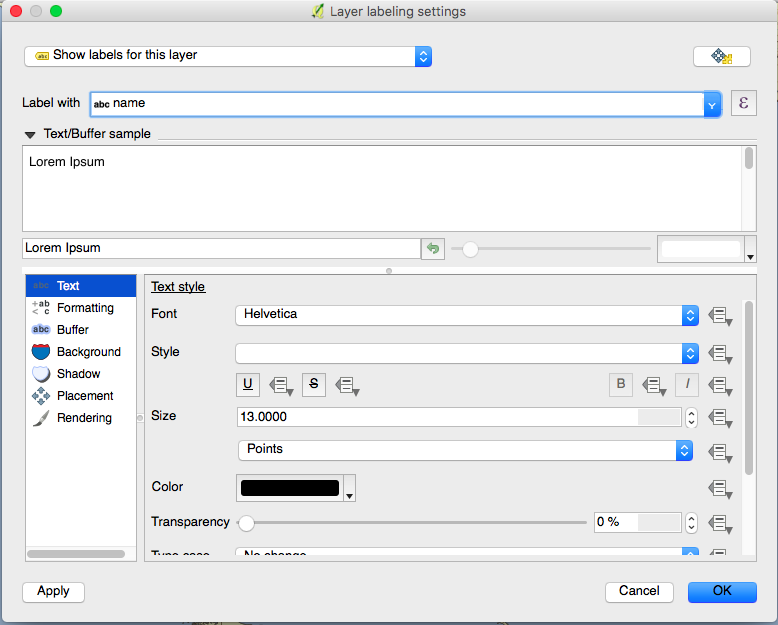 Layer labeling settings
abc Show labels for this layer
Label with abc name ε
Text/Buffer sample
Lorem Ipsum
Lorem Ipsum
abc Text
+ab < c Formatting
abc Buffer
Background
Shadow
Placement
Rendering
Text style
Font Helvetica
Style
U S B I
Size 13.0000
Points
Color
Transparency 0 %
Type case No change
Apply Cancel OK